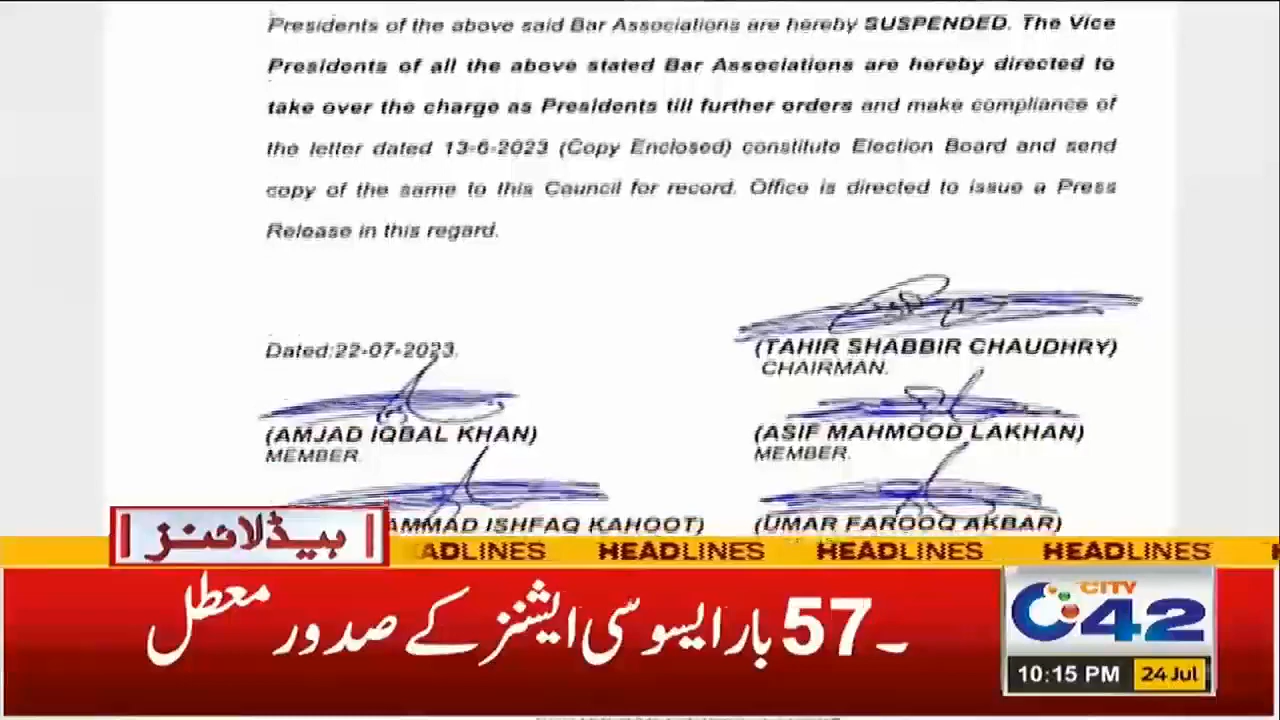 Presidents of the above said Bar Associations are hereby SUSPENDED. The Vice
Presidents of all the above stated Bar Associations are hereby directed to
take over the charge as Presidents till further orders and make compliance of
the letter dated 13-6-2023 (Copy Enclosed) constitute Election Board and send
copy of the same to this Council for record. Office is directed to issue a Press
Release in this regard.
Dated:22-07-2023.
(TAHIR SHABBIR CHAUDHRY)
CHAIRMAN.
(AMJAD IQBAL KHAN)
MEMBER.
(ASIF MAHMOOD LAKHAN)
MEMBER.
AMMAD ISHFAQ KAHOOT)
(UMAR FAROOQ AKBAR)
ہیڈلائنز
ADLINES HEADLINES HEADLINES HEADLINES
۔57 بار ایسوسی ایشنز کے صدور معطل
CITY
42
10:15 PM 24 Jul